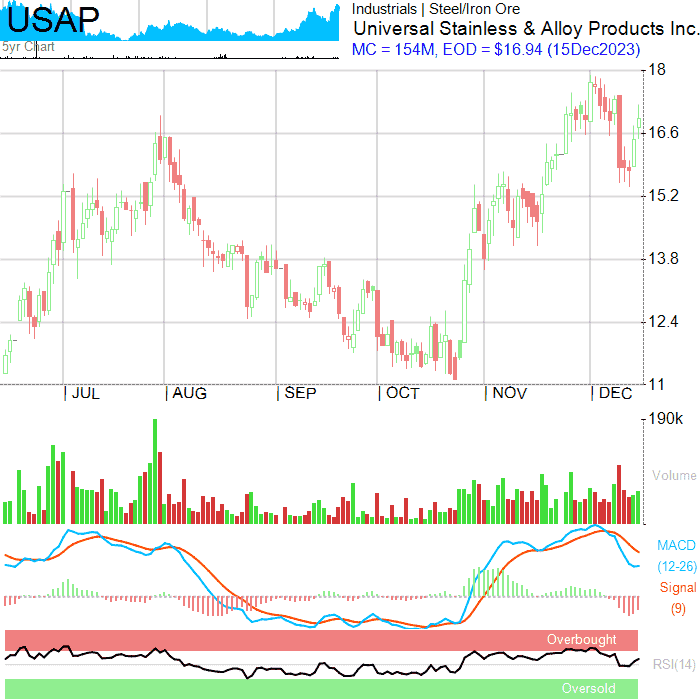 USAP
5yr Chart
Industrials | Steel/Iron Ore
Universal Stainless & Alloy Products Inc.
MC = 154M, EOD = $16.94 (15Dec2023)
18
16.6
15.2
13.8
12.4
11
| JUL | AUG | SEP | OCT | NOV | DEC
190k
Volume
MACD
(12-26)
Signal
(9)
Overbought
RSI(14)
Oversold